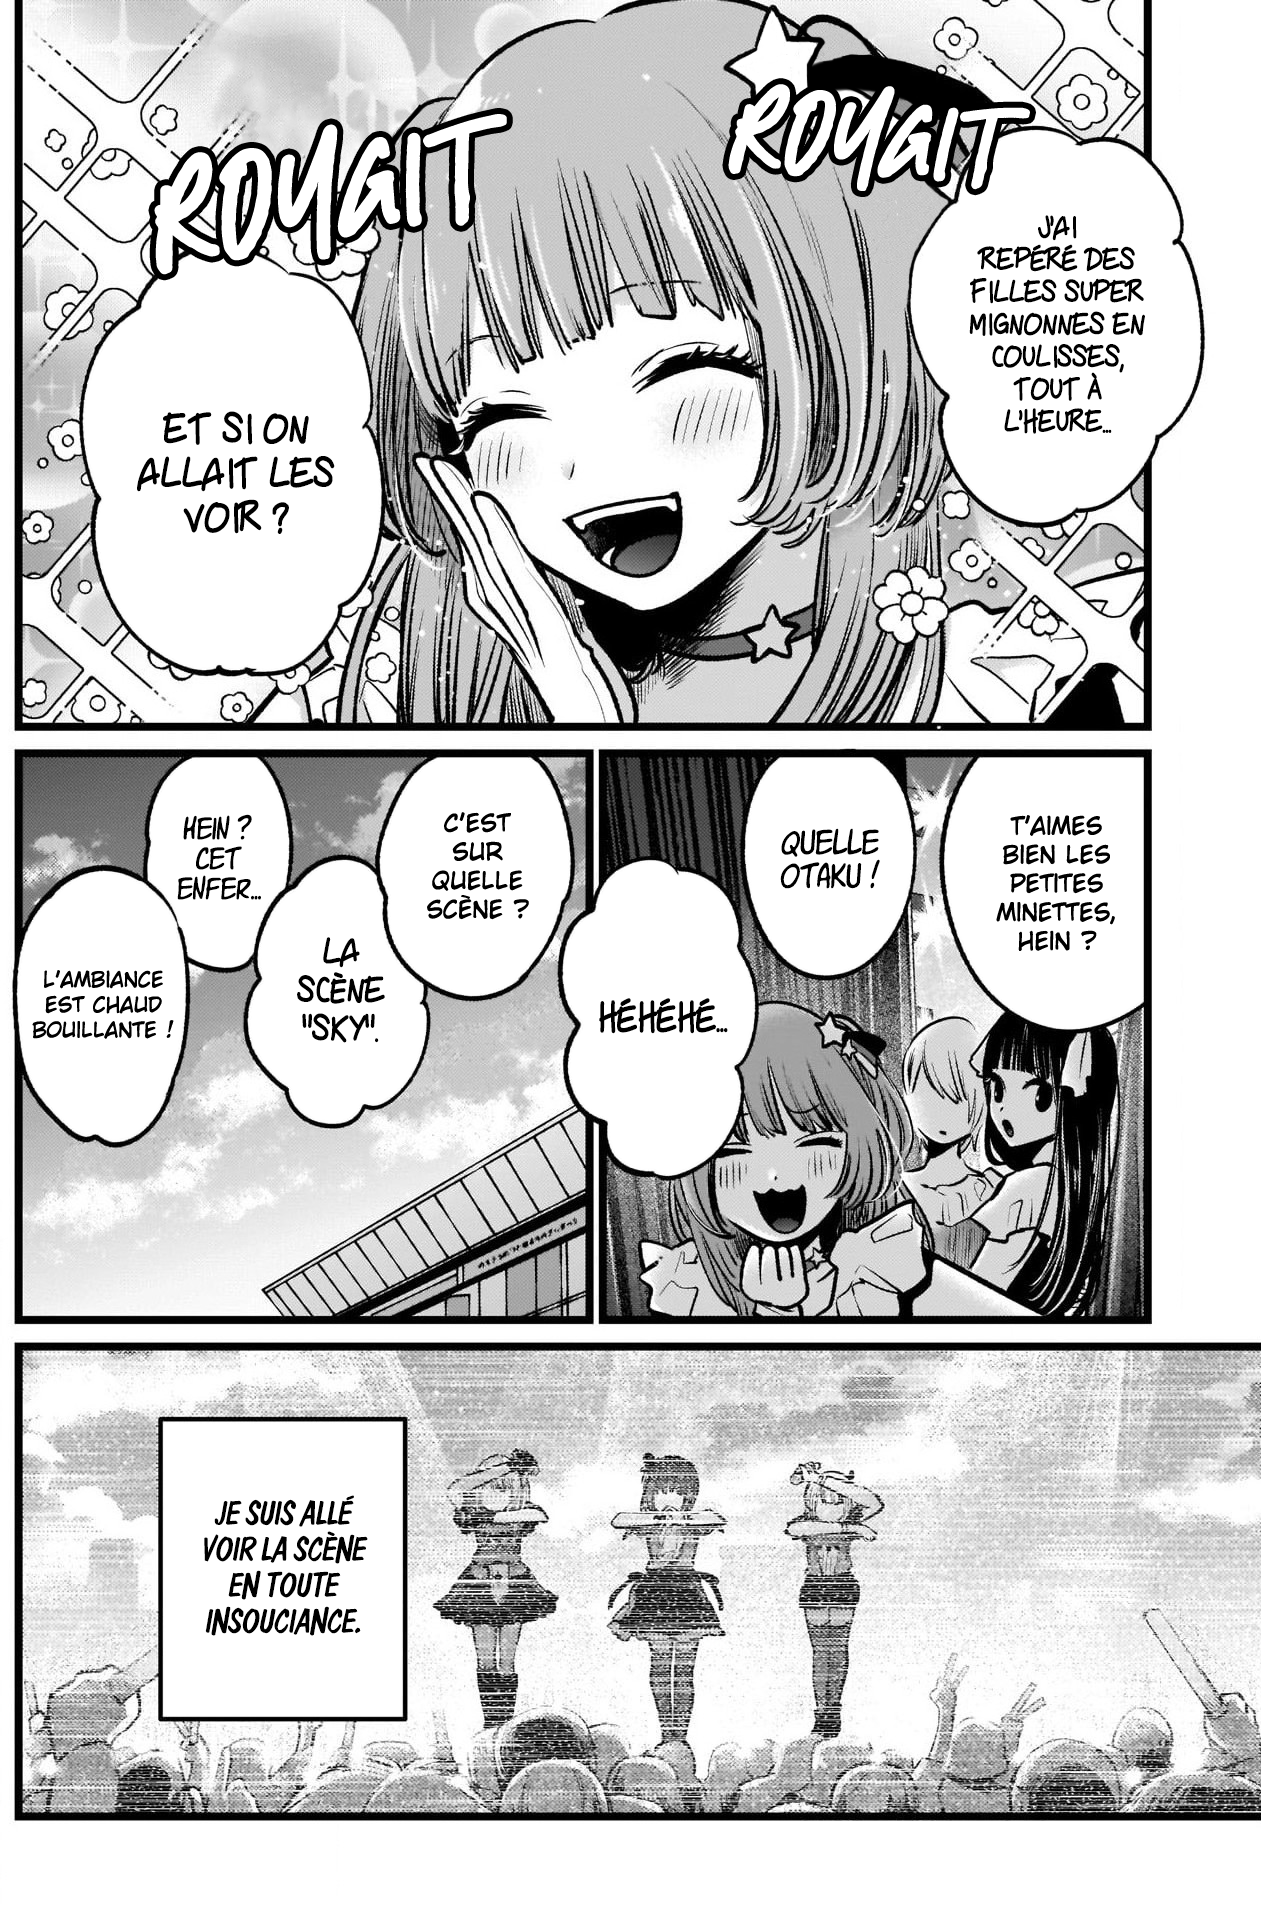 ROYAIT
J'AI
REPÉRÉ DES
FILLES SUPER
MIGNONNES EN
COULISSES,
TOUT À
L'HEURE...
ROYAIT
ET SI ON
ALLAIT LES
VOIR ?
T'AIMES
BIEN LES
PETITES
MINETTES,
HEIN ?
QUELLE
OTAKU !
HÉHÉHÉ...
C'EST
SUR
QUELLE
SCÈNE ?
LA
SCÈNE
"SKY".
HEIN ?
CET
ENFER...
L'AMBIANCE
EST CHAUD
BOUILLANTE !
JE SUIS ALLÉ
VOIR LA SCÈNE
EN TOUTE
INSOUCIANCE.